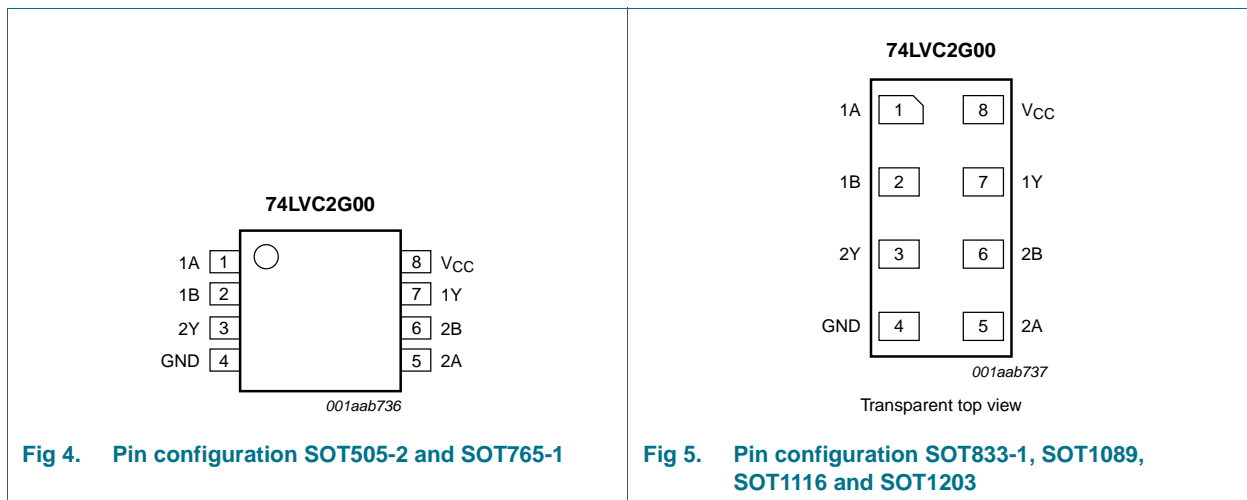 74LVC2G00
1A 1 8 VCC
1B 2 7 1Y
2Y 3 6 2B
GND 4 5 2A
001aab736
Fig 4. Pin configuration SOT505-2 and SOT765-1
74LVC2G00
1A 1 8 VCC
1B 2 7 1Y
2Y 3 6 2B
GND 4 5 2A
001aab737
Transparent top view
Fig 5. Pin configuration SOT833-1, SOT1089,
SOT1116 and SOT1203